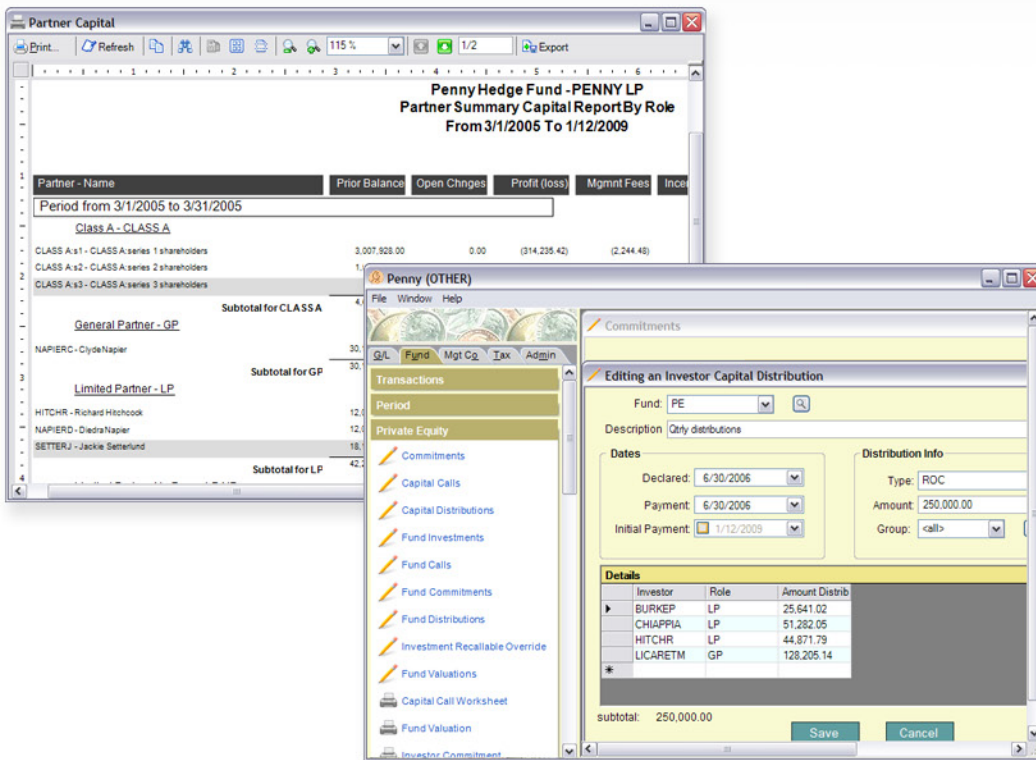 Partner Capital
Print... Refresh 115 % 1/2 Export
1 2 3 4 5 6
Penny Hedge Fund - PENNY LP
Partner Summary Capital Report By Role
From 3/1/2005 To 1/12/2009
Partner - Name Prior Balance Open Chnges Profit (loss) Mgmnt Fees
Period from 3/1/2005 to 3/31/2005
Class A - CLASS A
CLASS A:s1 - CLASS A:series 1 shareholders 3,007,928.00 0.00 (314,235.42) (2,244.48)
CLASS A:s2 - CLASS A:series 2 shareholders
CLASS A:s3 - CLASS A:series 3 shareholders
Subtotal for CLASS A
General Partner - GP
NAPIERC - Clyde Napier
Subtotal for GP
Limited Partner - LP
HITCHR - Richard Hitchcock
NAPIERD - Diedra Napier
SETTERJ - Jackie Setterlund
Subtotal for LP
Penny (OTHER)
File Window Help
G/L Fund Mgt Co Tax Admin
Transactions
Period
Private Equity
Commitments
Capital Calls
Capital Distributions
Fund Investments
Fund Calls
Fund Commitments
Fund Distributions
Investment Recallable Override
Fund Valuations
Capital Call Worksheet
Fund Valuation
Investor Commitment
Commitments
Editing an Investor Capital Distribution
Fund: PE
Description Qtrly distributions
Dates
Declared: 6/30/2006
Payment: 6/30/2006
Initial Payment: 1/12/2009
Distribution Info
Type: ROC
Amount: 250,000.00
Group: <all>
Details
Investor Role Amount Distrib
BURKEP LP 25,641.02
CHIAPPIA LP 51,282.05
HITCHR LP 44,871.79
LICARETM GP 128,205.14
subtotal: 250,000.00
Save Cancel